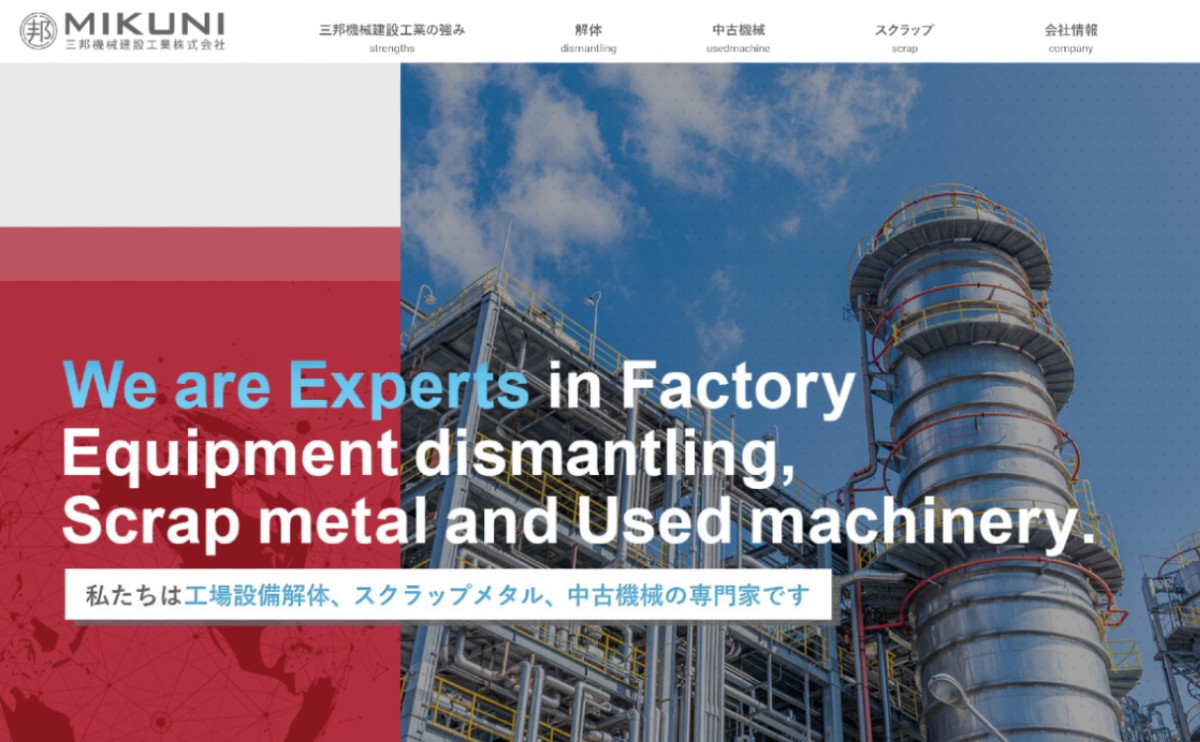 邦 MIKUNI
三邦機械建設工業株式会社
三邦機械建設工業の強み
strengths
解体
dismantling
中古機械
usedmachine
スクラップ
scrap
会社情報
company
We are Experts in Factory
Equipment dismantling,
Scrap metal and Used machinery.
私たちは工場設備解体、スクラップメタル、中古機械の専門家です